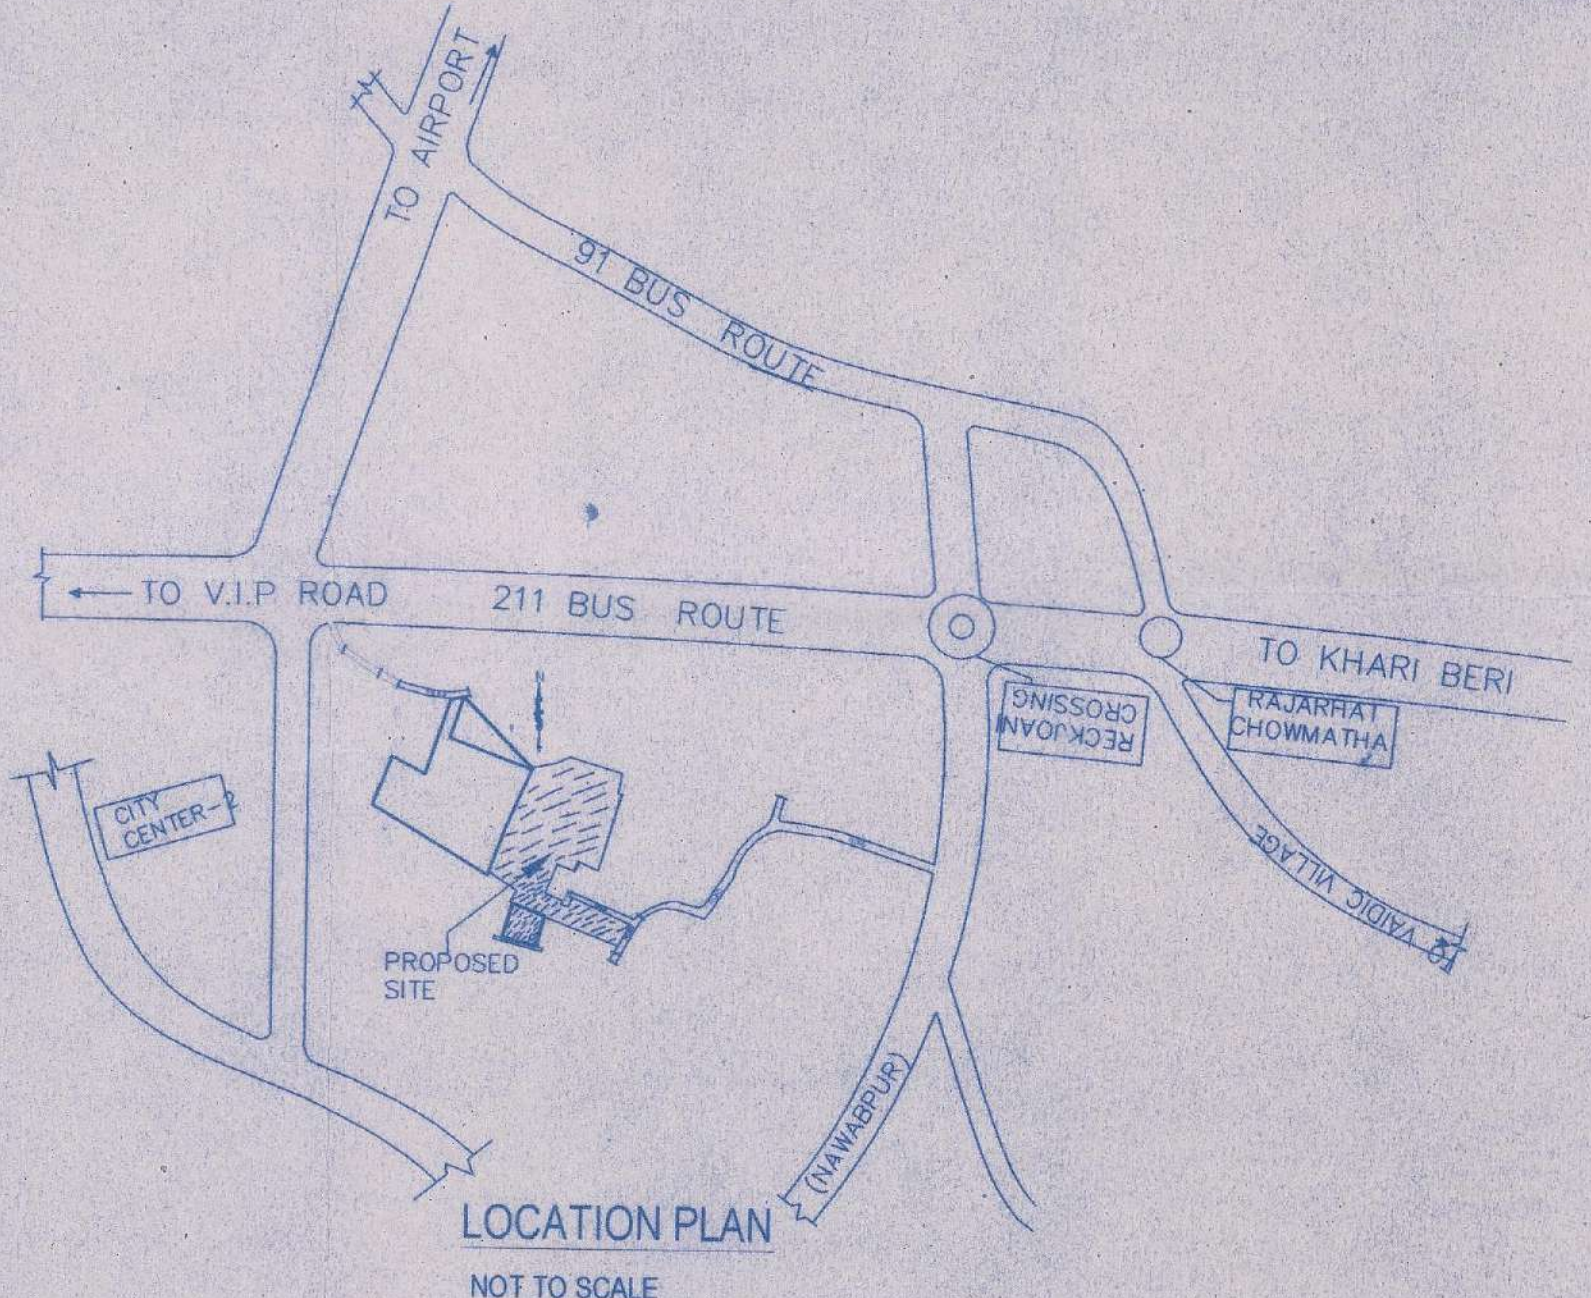 TO AIRPORT
91 BUS ROUTE
TO V.I.P ROAD
211 BUS ROUTE
TO KHARI BERI
N
RECKJOANI
CROSSING
RAJARHAT
CHOWMATHA
CITY
CENTER-2
TO VAIDIC VILLAGE
PROPOSED
SITE
(NAWABPUR)
LOCATION PLAN
NOT TO SCALE